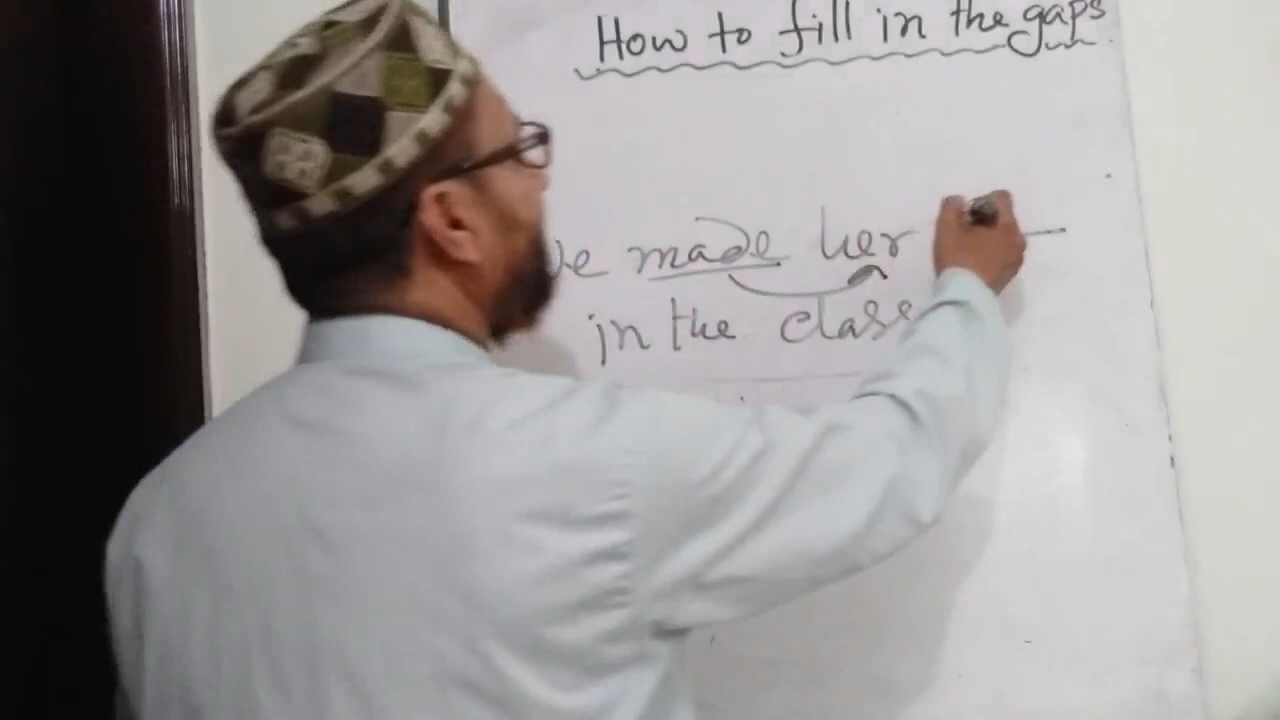 How to fill in the gaps
made her
in the class